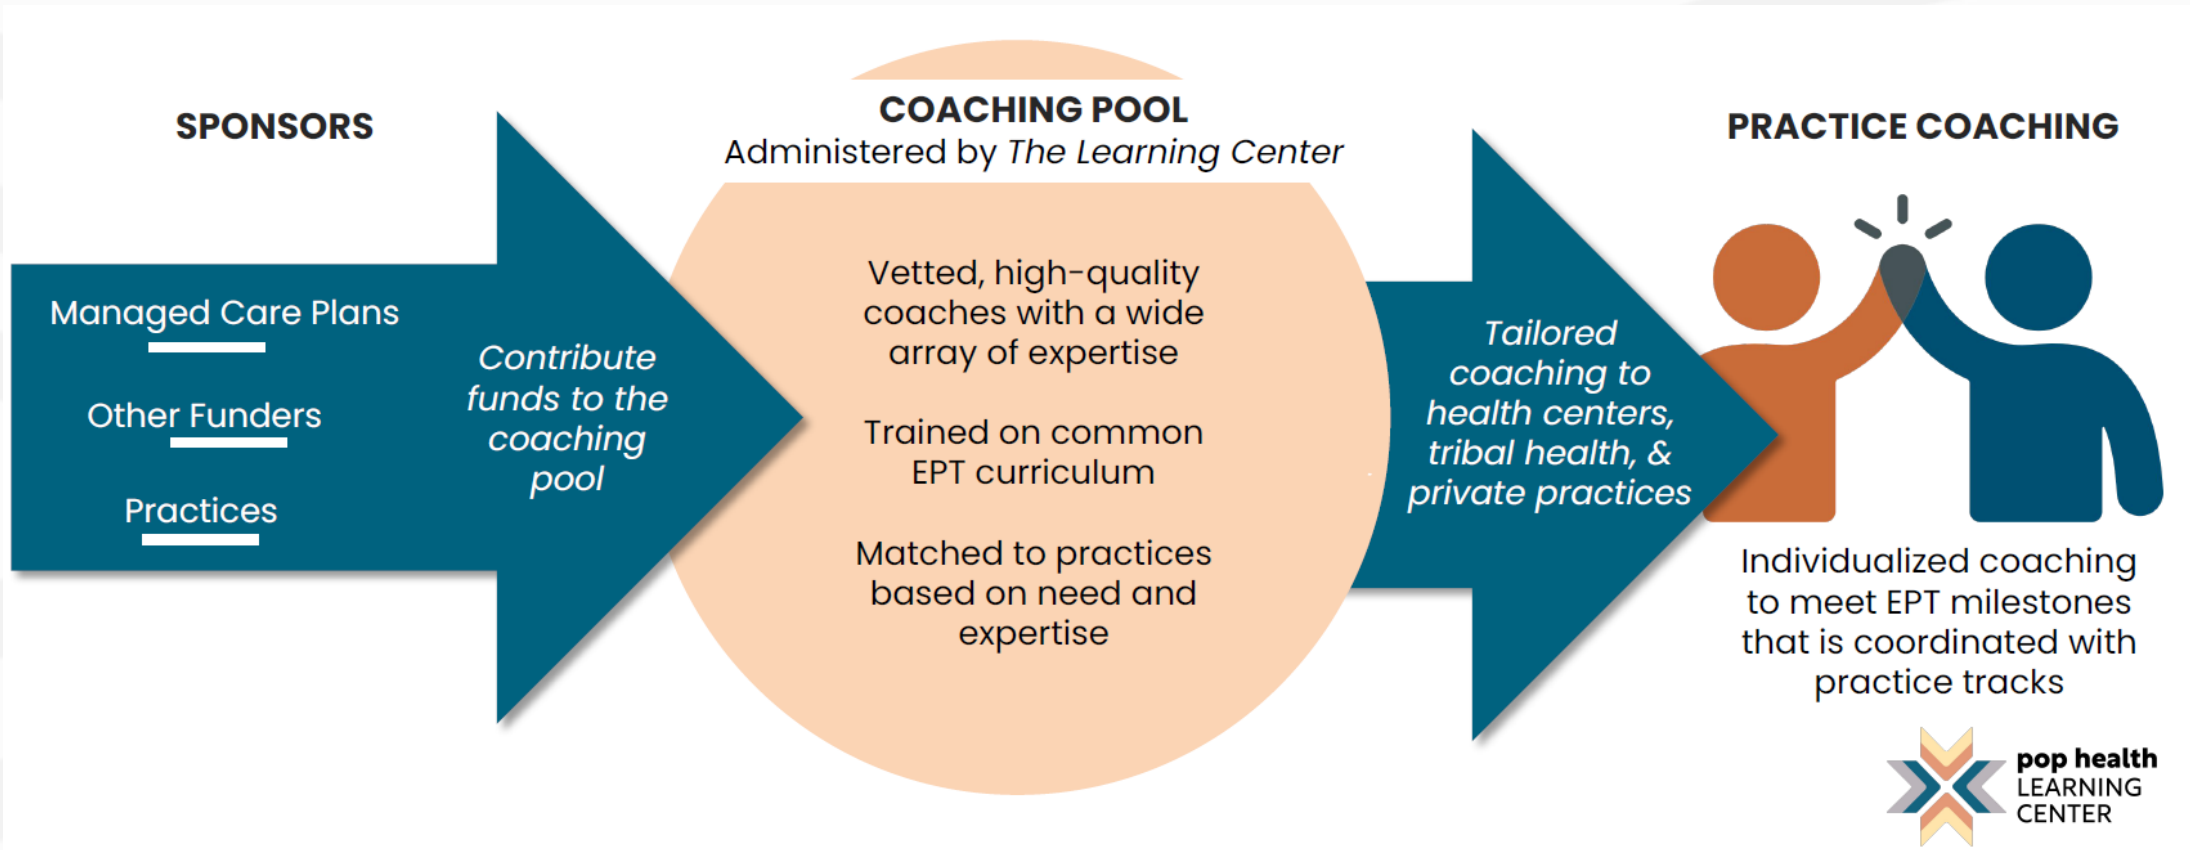 SPONSORS
Managed Care Plans
Other Funders
Practices
Contribute
funds to the
coaching
pool
COACHING POOL
Administered by The Learning Center
Vetted, high-quality
coaches with a wide
array of expertise
Trained on common
EPT curriculum
Matched to practices
based on need and
expertise
Tailored
coaching to
health centers,
tribal health, &
private practices
PRACTICE COACHING
Individualized coaching
to meet EPT milestones
that is coordinated with
practice tracks
pop health
LEARNING
CENTER